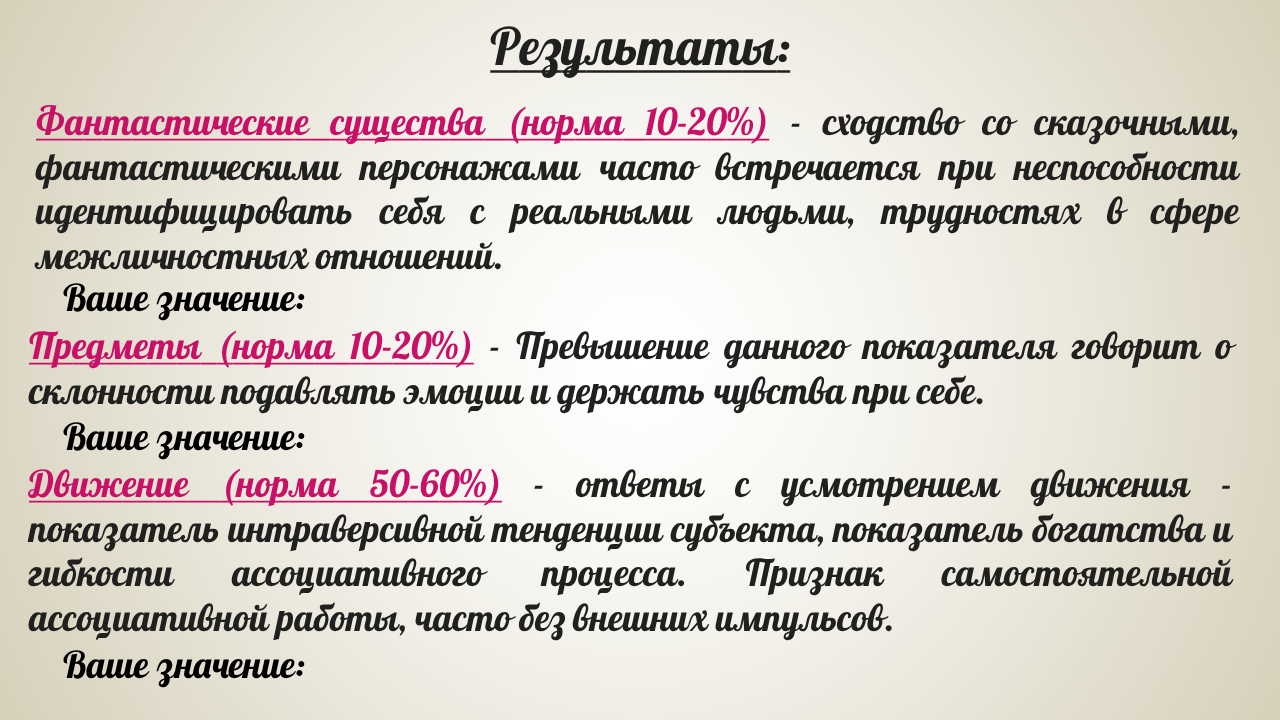 Результаты:
Фантастические существа (норма 10-20%) - сходство со сказочными,
фантастическими персонажами часто встречается при неспособности
идентифицировать себя с реальными людьми, трудностях в сфере
межличностных отношений.
Ваше значение:
Предметы (норма 10-20%) - Превышение данного показателя говорит о
склонности подавлять эмоции и держать чувства при себе.
Ваше значение:
Движение (норма 50-60%) - ответы с усмотрением движения -
показатель интраверсивной тенденции субъекта, показатель богатства и
гибкости ассоциативного процесса. Признак самостоятельной
ассоциативной работы, часто без внешних импульсов.
Ваше значение: